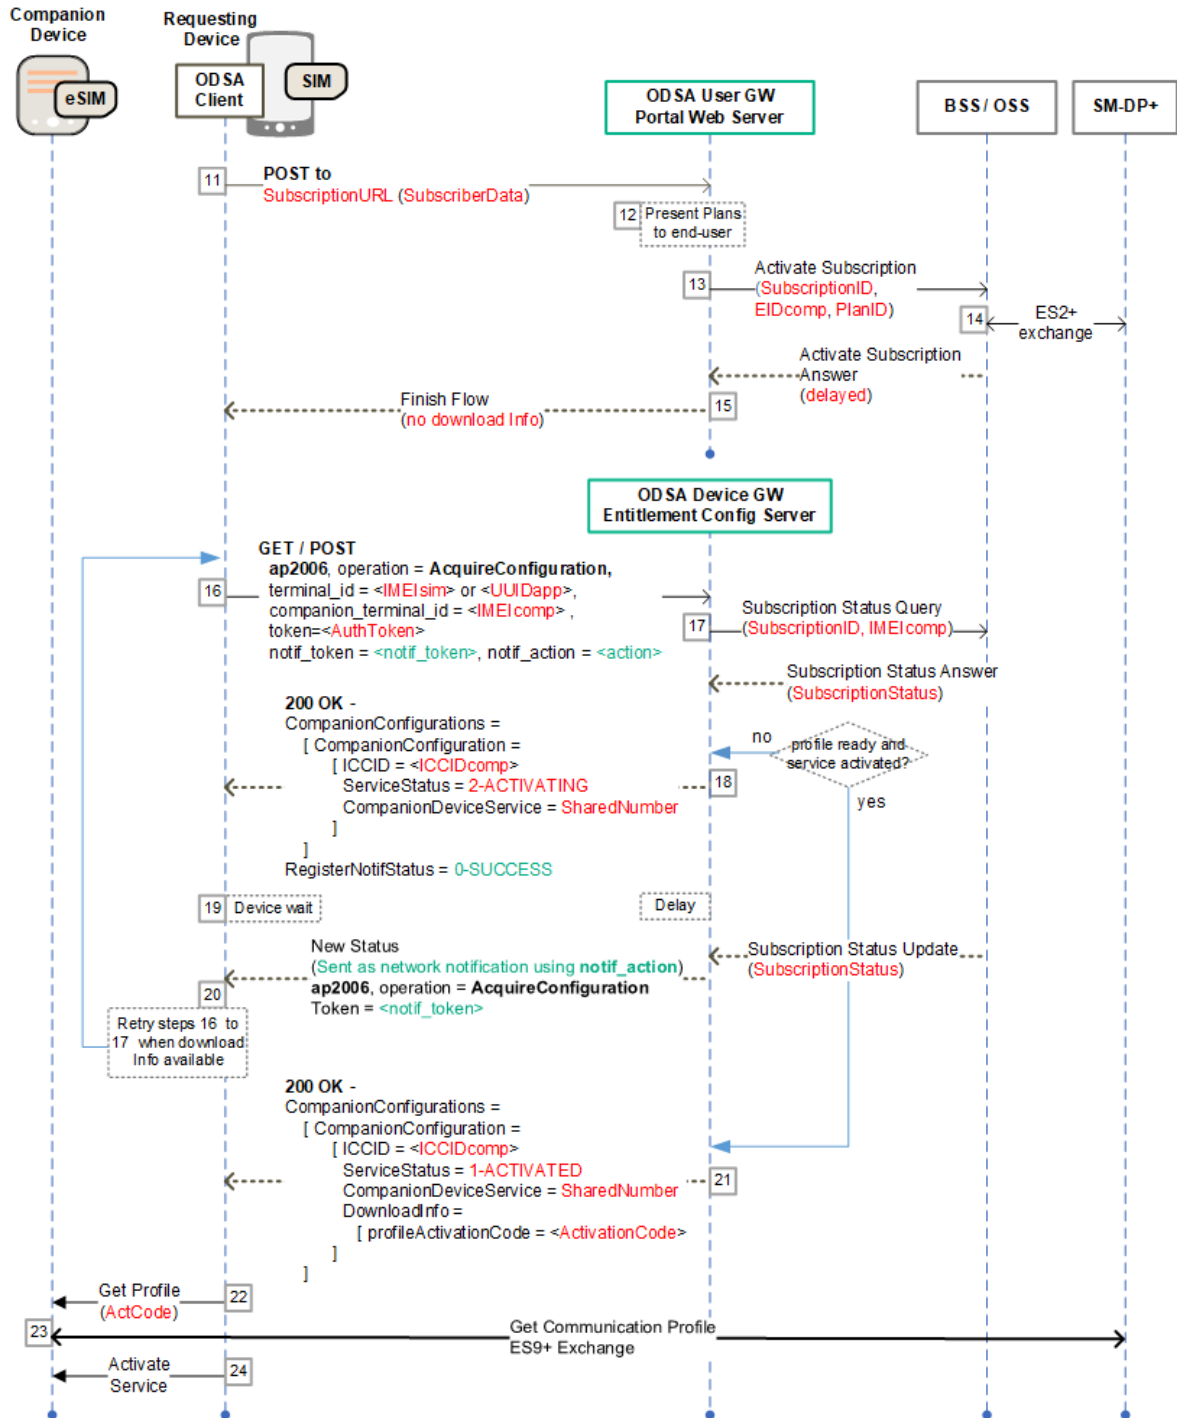 Companion
Device
Requesting
Device
eSIM
ODSA
Client
SIM
ODSA User GW
Portal Web Server
BSS / OSS
SM-DP+
11
POST to
SubscriptionURL (SubscriberData)
12
Present Plans
to end-user
13
Activate Subscription
(SubscriptionID,
EIDcomp, PlanID)
14
ES2+
exchange
Activate Subscription
Answer
(delayed)
15
Finish Flow
(no download Info)
ODSA Device GW
Entitlement Config Server
16
GET / POST
ap2006, operation = AcquireConfiguration,
terminal_id = <IMEIsim> or <UUIDapp>,
companion_terminal_id = <IMEIcomp> ,
token=<AuthToken>
notif_token = <notif_token>, notif_action = <action>
17
Subscription Status Query
(SubscriptionID, IMEIcomp)
Subscription Status Answer
(SubscriptionStatus)
profile ready and
service activated?
no
yes
18
200 OK -
CompanionConfigurations =
[ CompanionConfiguration =
[ ICCID = <ICCIDcomp>
ServiceStatus = 2-ACTIVATING
CompanionDeviceService = SharedNumber
]
]
RegisterNotifStatus = 0-SUCCESS
19
Device wait
Delay
Subscription Status Update
(SubscriptionStatus)
20
New Status
(Sent as network notification using notif_action)
ap2006, operation = AcquireConfiguration
Token = <notif_token>
Retry steps 16 to
17 when download
Info available
21
200 OK -
CompanionConfigurations =
[ CompanionConfiguration =
[ ICCID = <ICCIDcomp>
ServiceStatus = 1-ACTIVATED
CompanionDeviceService = SharedNumber
DownloadInfo =
[ profileActivationCode = <ActivationCode>
]
]
22
Get Profile
(ActCode)
23
Get Communication Profile
ES9+ Exchange
24
Activate
Service